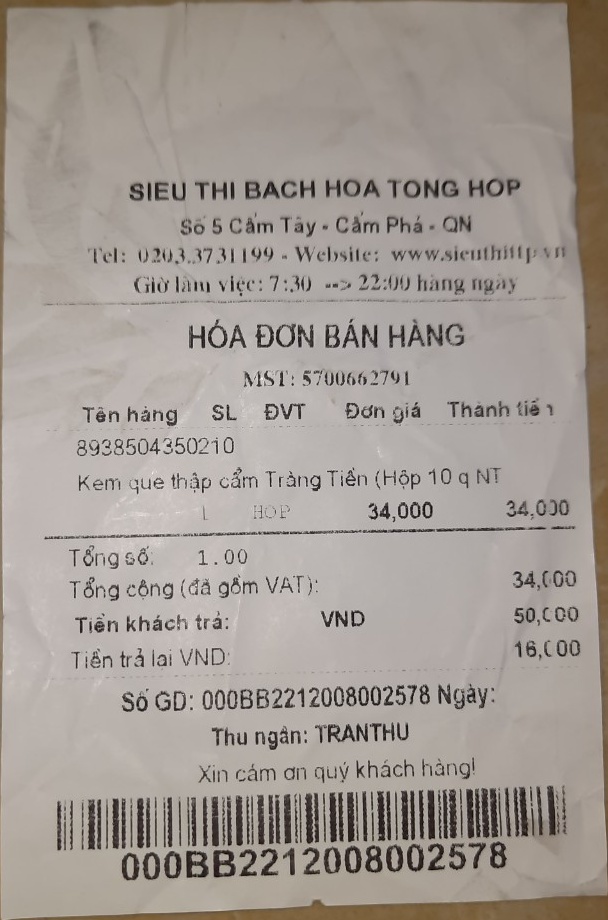 SIEU THI BACH HOA TONG HOP
Số 5 Cẩm Tây - Cẩm Phả - QN
Tel: 0203.3731199 - Website: www.sieuthittp.vn
Giờ làm việc: 7:30 --> 22:00 hàng ngày
HÓA ĐƠN BÁN HÀNG
MST: 5700662791
Tên hàng SL ĐVT Đơn giá Thành tiền
8938504350210
Kem que thập cẩm Tràng Tiền (Hộp 10 q NT
1 HOP 34,000 34,000
Tổng số: 1.00
Tổng cộng (đã gồm VAT): 34,000
Tiền khách trả: VND 50,000
Tiền trả lại VND: 16,000
Số GD: 000BB2212008002578 Ngày:
Thu ngân: TRANTHU
Xin cám ơn quý khách hàng!
000BB2212008002578